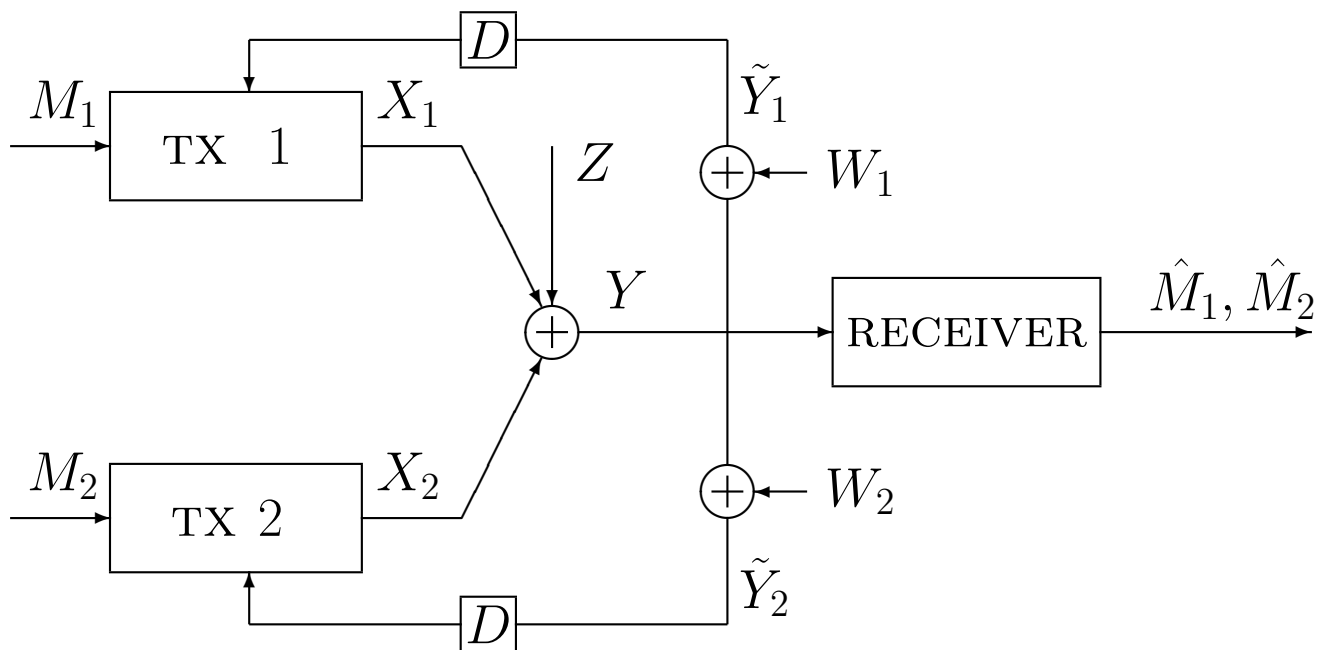 D
M₁
TX 1
X₁
Ỹ₁
Z
W₁
Y
RECEIVER
M̂₁, M̂₂
M₂
TX 2
X₂
W₂
Ỹ₂
D